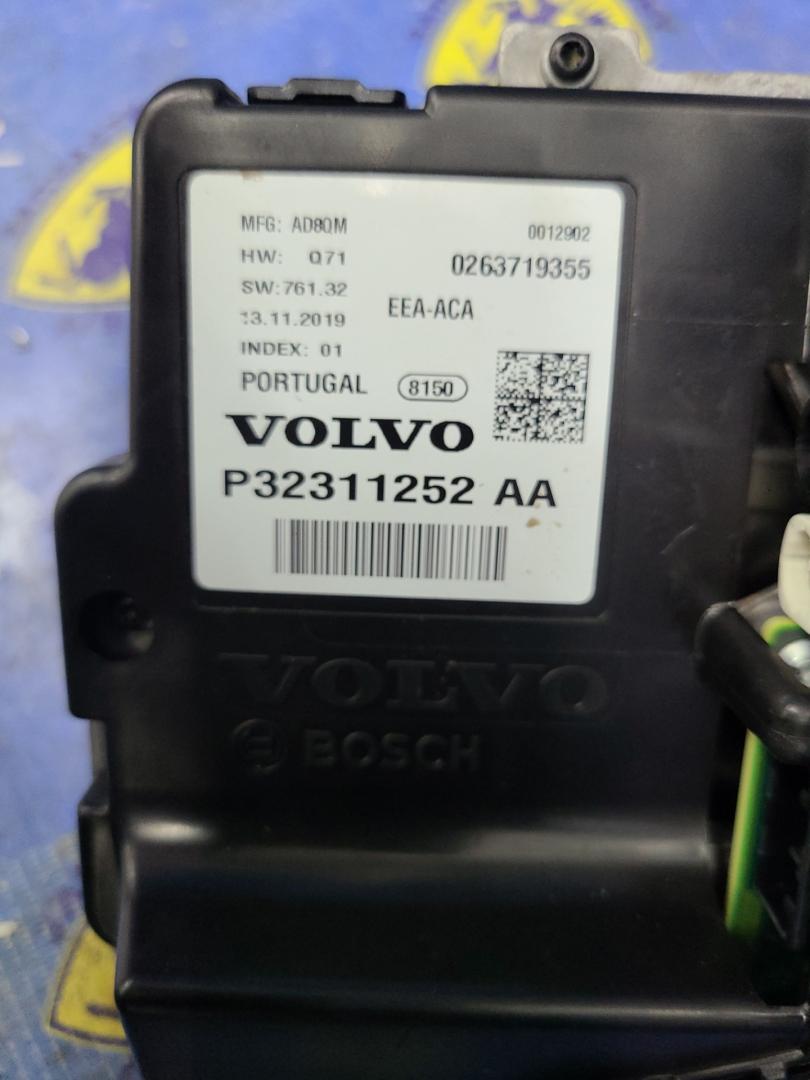 MFG: AD8QM
0012902
HW: Q71
0263719355
SW:761.32
EEA-ACA
13.11.2019
INDEX: 01
PORTUGAL 8150
VOLVO
P32311252 AA
VOLVO
BOSCH